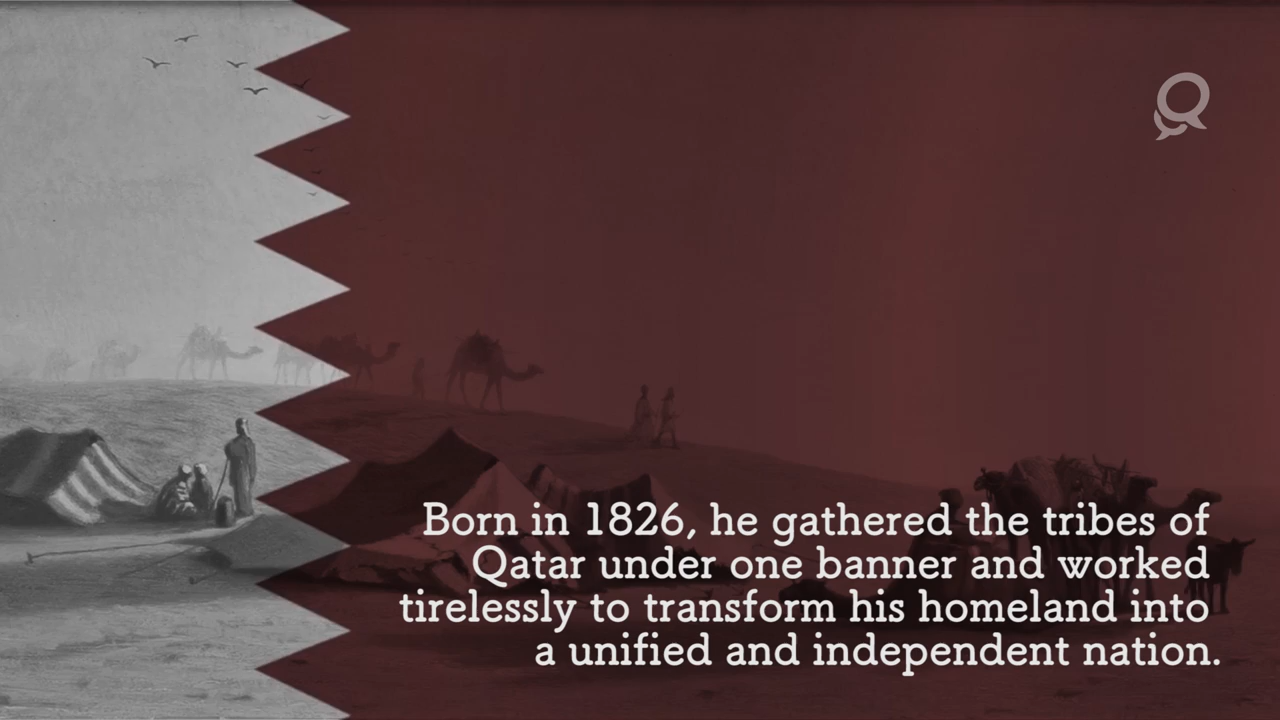 Born in 1826, he gathered the tribes of
Qatar under one banner and worked
tirelessly to transform his homeland into
a unified and independent nation.